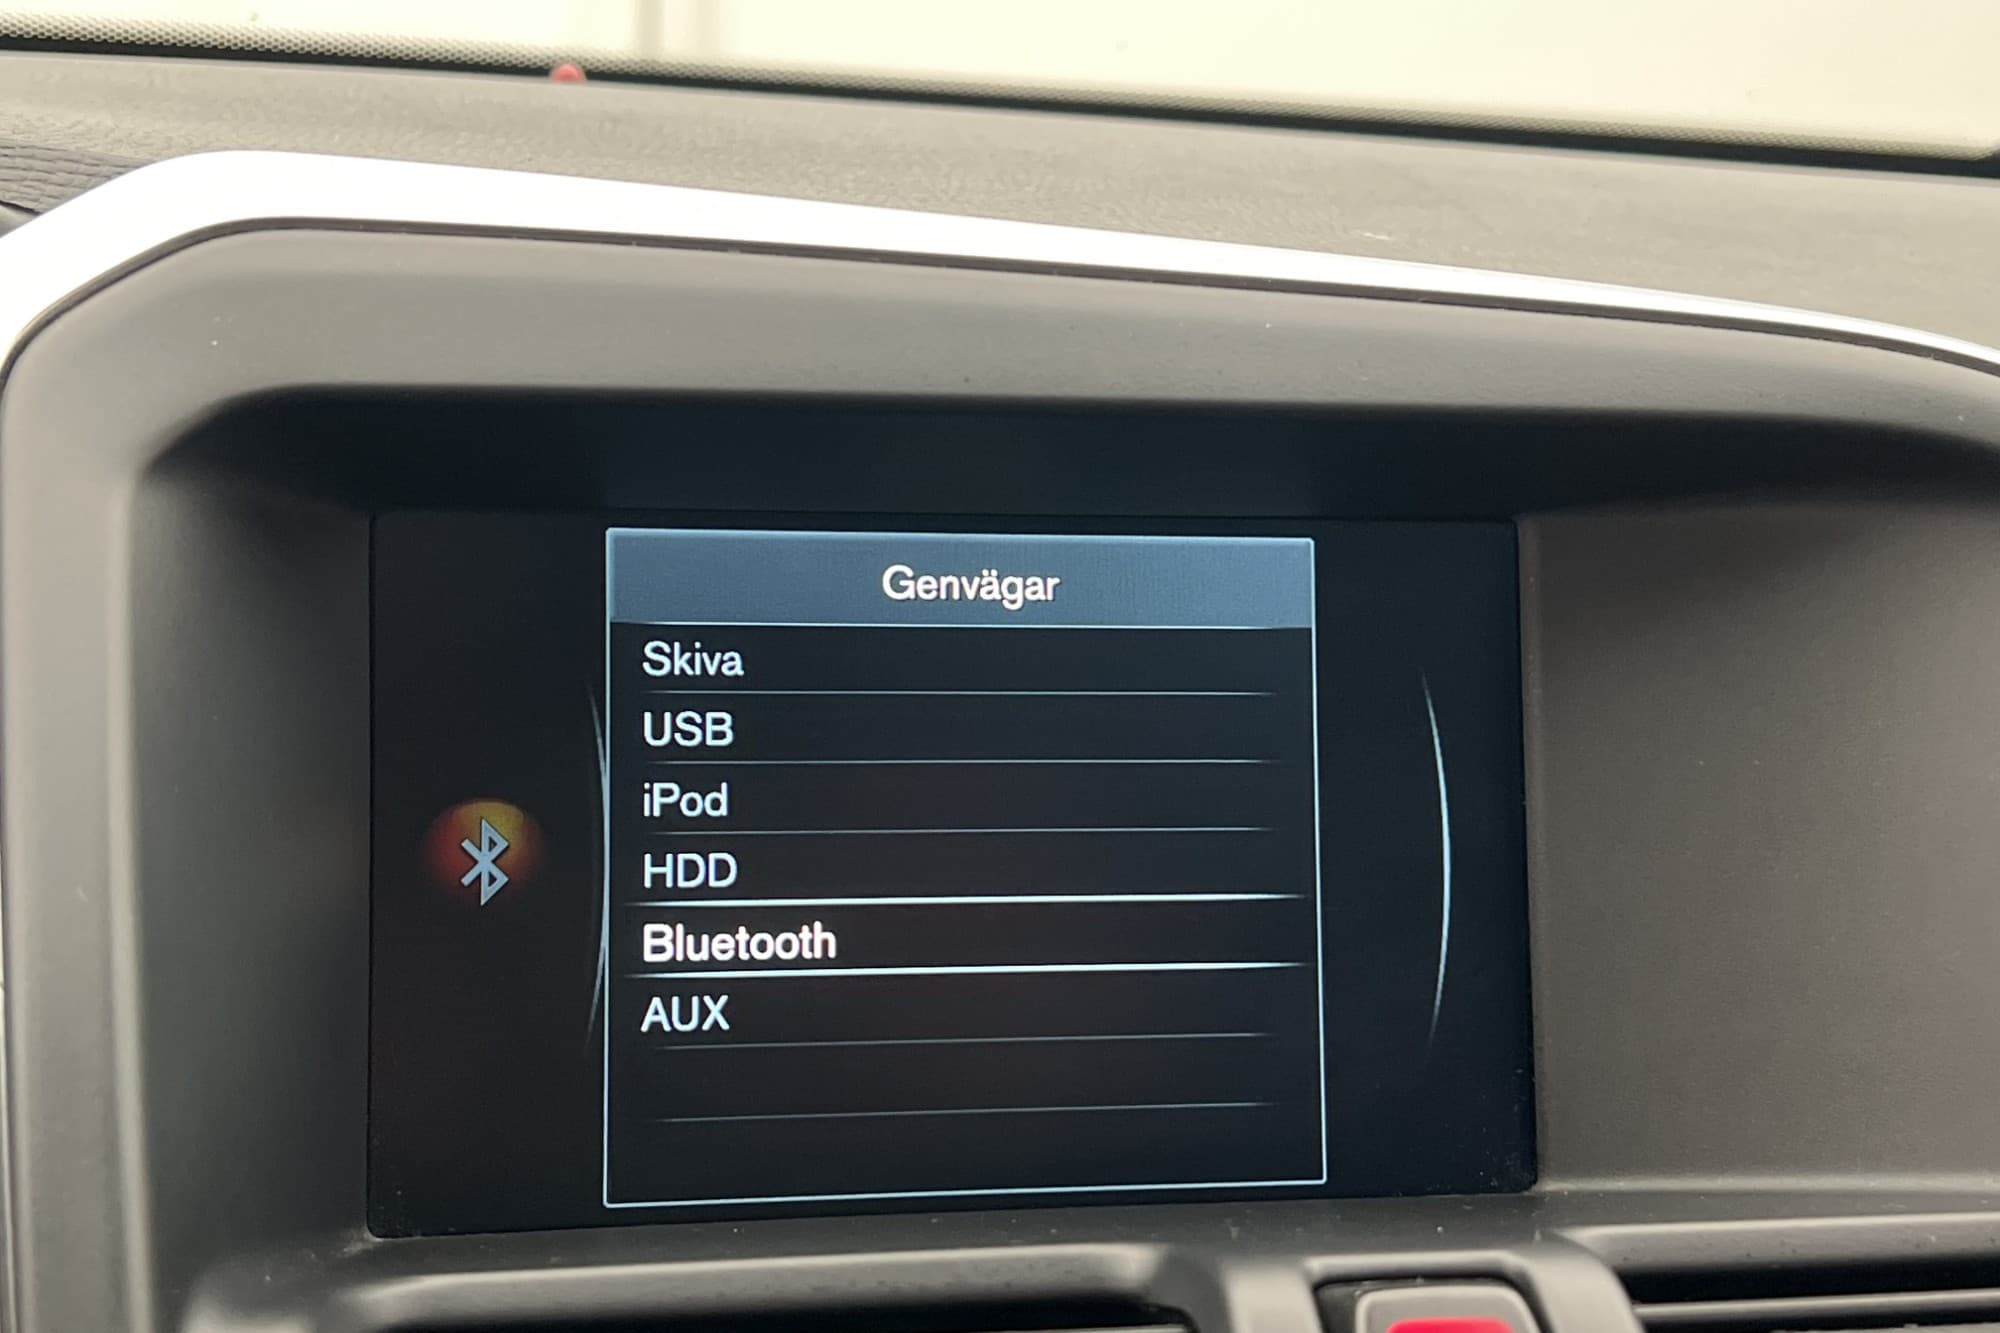 Genvägar
Skiva
USB
iPod
HDD
Bluetooth
AUX